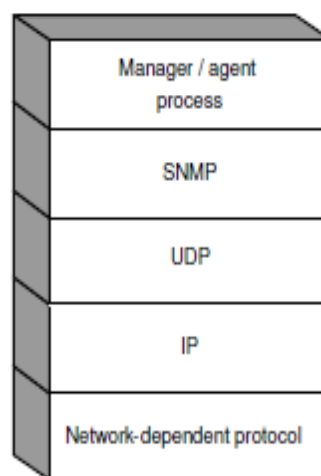 Manager / agent
process
SNMP
UDP
IP
Network-dependent protocol